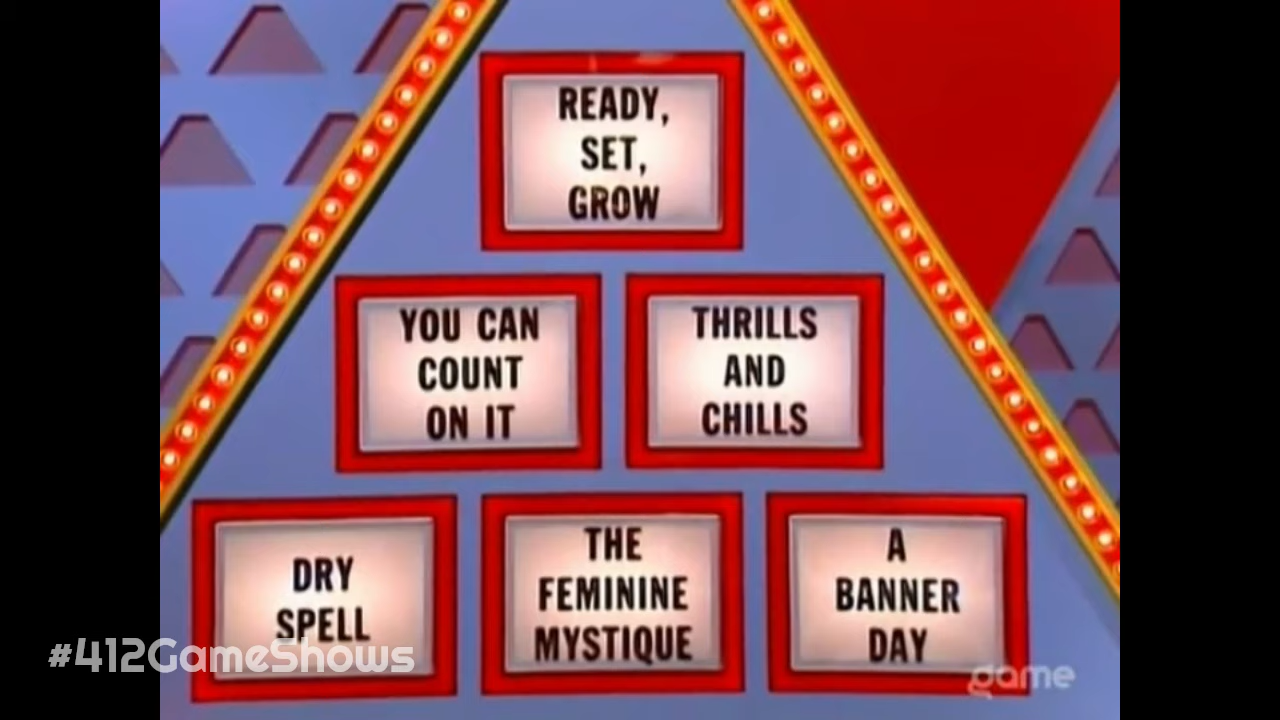 READY,
SET,
GROW
YOU CAN
COUNT
ON IT
THRILLS
AND
CHILLS
DRY
SPELL
THE
FEMININE
MYSTIQUE
A
BANNER
DAY
#412GameShows
game